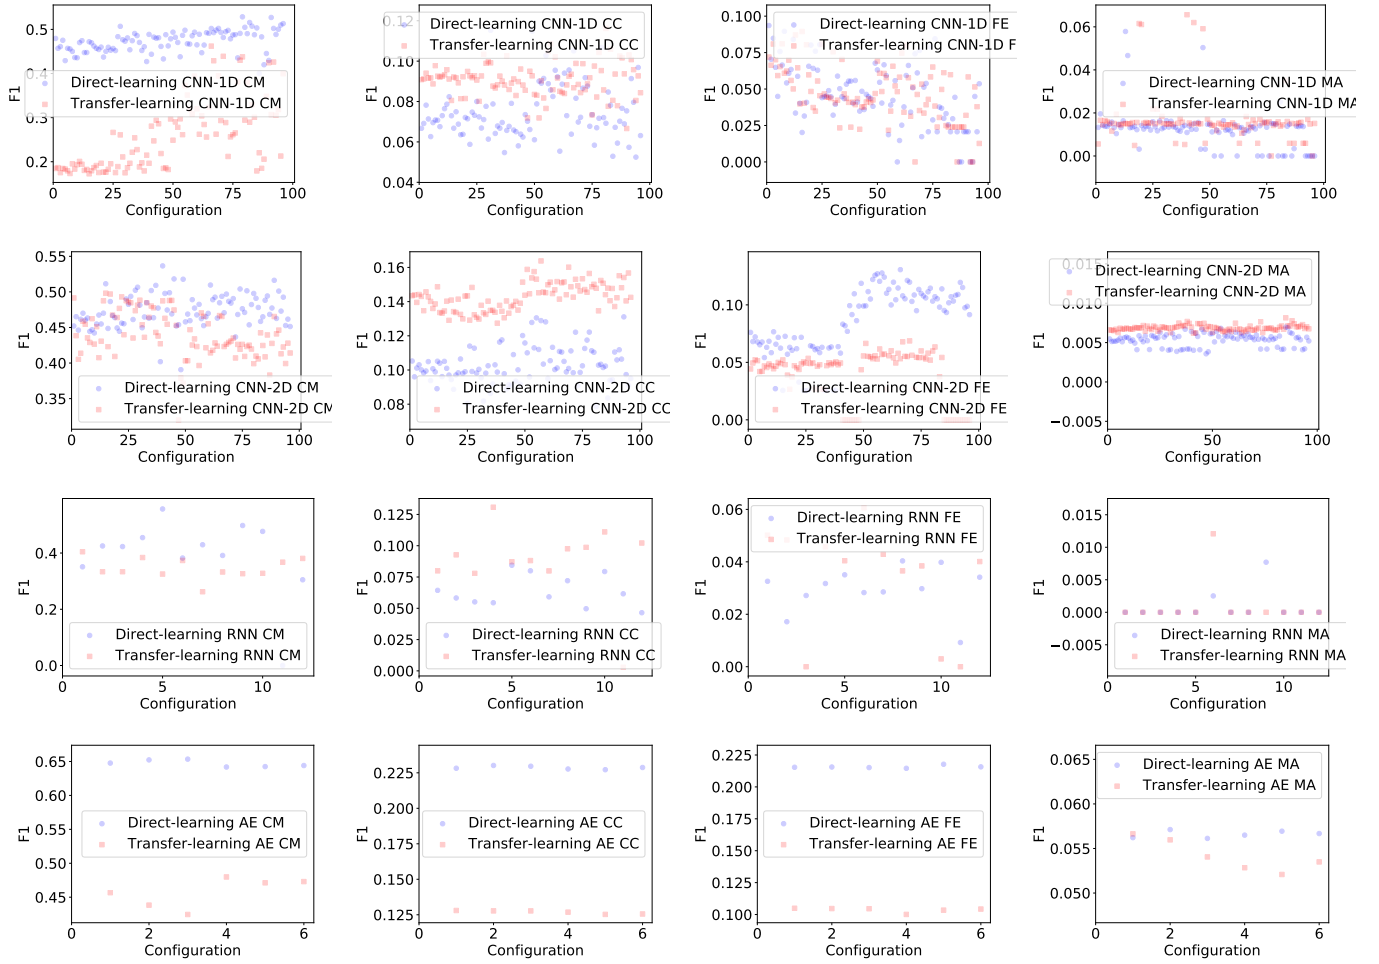 0.5
0.4
0.3
0.2
F1
Direct-learning CNN-1D CM
Transfer-learning CNN-1D CM
0 25 50 75 100
Configuration
0.12
0.10
0.08
0.06
0.04
F1
Direct-learning CNN-1D CC
Transfer-learning CNN-1D CC
0 25 50 75 100
Configuration
0.100
0.075
0.050
0.025
0.000
F1
Direct-learning CNN-1D FE
Transfer-learning CNN-1D F
0 25 50 75 100
Configuration
0.06
0.04
0.02
0.00
F1
Direct-learning CNN-1D MA
Transfer-learning CNN-1D MA
0 25 50 75 100
Configuration
0.55
0.50
0.45
0.40
0.35
F1
Direct-learning CNN-2D CM
Transfer-learning CNN-2D CM
0 25 50 75 100
Configuration
0.16
0.14
0.12
0.10
0.08
F1
Direct-learning CNN-2D CC
Transfer-learning CNN-2D CC
0 25 50 75 100
Configuration
0.10
0.05
0.00
F1
Direct-learning CNN-2D FE
Transfer-learning CNN-2D FE
0 25 50 75 100
Configuration
0.015
0.010
0.005
0.000
−0.005
F1
Direct-learning CNN-2D MA
Transfer-learning CNN-2D MA
0 50 100
Configuration
0.4
0.2
0.0
F1
Direct-learning RNN CM
Transfer-learning RNN CM
0 5 10
Configuration
0.125
0.100
0.075
0.050
0.025
0.000
F1
Direct-learning RNN CC
Transfer-learning RNN CC
0 5 10
Configuration
0.06
0.04
0.02
0.00
F1
Direct-learning RNN FE
Transfer-learning RNN FE
0 5 10
Configuration
0.015
0.010
0.005
0.000
−0.005
F1
Direct-learning RNN MA
Transfer-learning RNN MA
0 5 10
Configuration
0.65
0.60
0.55
0.50
0.45
F1
Direct-learning AE CM
Transfer-learning AE CM
0 2 4 6
Configuration
0.225
0.200
0.175
0.150
0.125
F1
Direct-learning AE CC
Transfer-learning AE CC
0 2 4 6
Configuration
0.225
0.200
0.175
0.150
0.125
0.100
F1
Direct-learning AE FE
Transfer-learning AE FE
0 2 4 6
Configuration
0.065
0.060
0.055
0.050
F1
Direct-learning AE MA
Transfer-learning AE MA
0 2 4 6
Configuration